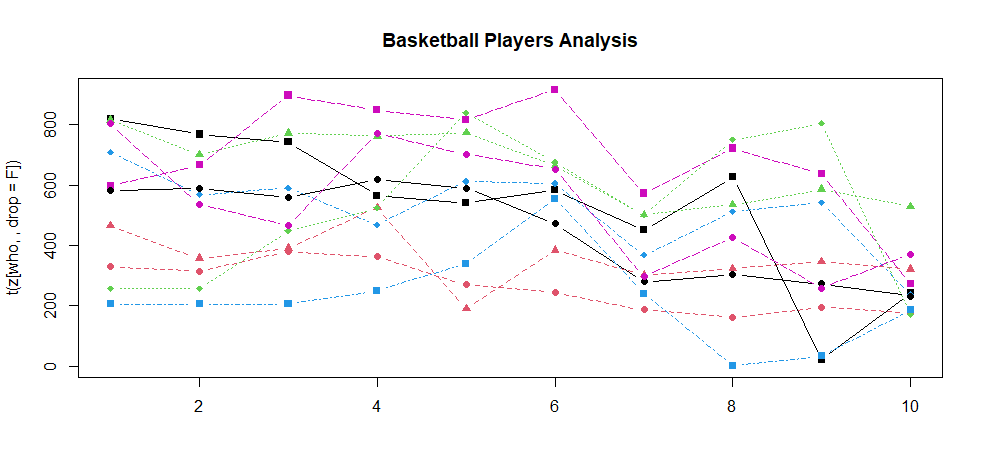 Basketball Players Analysis
t(z[who, , drop = F])
800
600
400
200
0
2 4 6 8 10